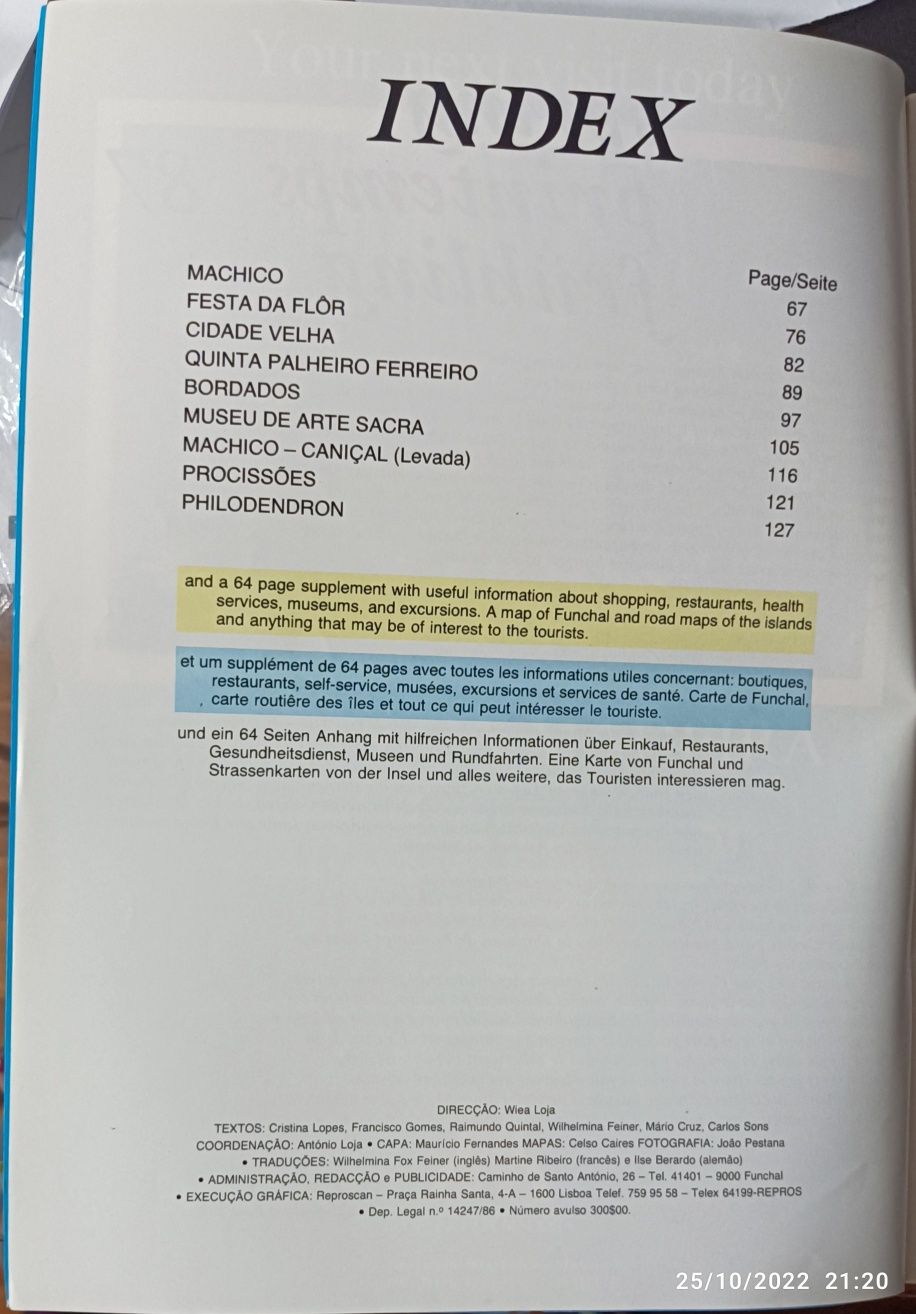 INDEX
Page/Seite
MACHICO 67
FESTA DA FLÔR 76
CIDADE VELHA 82
QUINTA PALHEIRO FERREIRO 89
BORDADOS 97
MUSEU DE ARTE SACRA 105
MACHICO – CANIÇAL (Levada) 116
PROCISSÕES 121
PHILODENDRON 127
and a 64 page supplement with useful information about shopping, restaurants, health
services, museums, and excursions. A map of Funchal and road maps of the islands
and anything that may be of interest to the tourists.
et um supplément de 64 pages avec toutes les informations utiles concernant: boutiques,
restaurants, self-service, musées, excursions et services de santé. Carte de Funchal,
carte routiêre des îles et tout ce qui peut intéresser le touriste.
und ein 64 Seiten Anhang mit hilfreichen Informationen über Einkauf, Restaurants,
Gesundheitsdienst, Museen und Rundfahrten. Eine Karte von Funchal und
Strassenkarten von der Insel und alles weitere, das Touristen interessieren mag.
DIRECÇÃO: Wiea Loja
TEXTOS: Cristina Lopes, Francisco Gomes, Raimundo Quintal, Wilhelmina Feiner, Mário Cruz, Carlos Sons
COORDENAÇÃO: António Loja • CAPA: Maurício Fernandes MAPAS: Celso Caires FOTOGRAFIA: João Pestana
• TRADUÇÕES: Wilhelmina Fox Feiner (inglês) Martine Ribeiro (francês) e Ilse Berardo (alemão)
• ADMINISTRAÇÃO, REDACÇÃO e PUBLICIDADE: Caminho de Santo António, 26 – Tel. 41401 – 9000 Funchal
• EXECUÇÃO GRÁFICA: Reproscan – Praça Rainha Santa, 4-A – 1600 Lisboa Telef. 759 95 58 – Telex 64199-REPROS
• Dep. Legal n.º 14247/86 • Número avulso 300$00.
25/10/2022 21:20